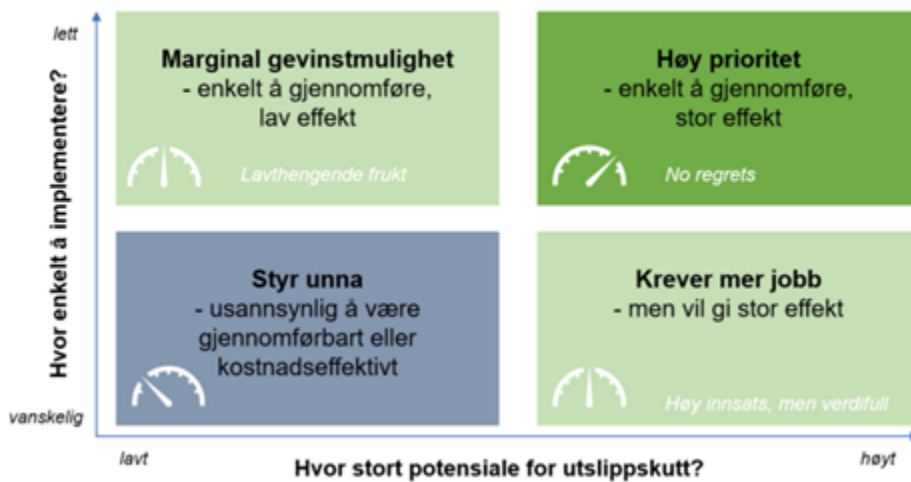 lett
Hvor enkelt å implementere?
vanskelig
Marginal gevinstmulighet
- enkelt å gjennomføre,
lav effekt
Lavthengende frukt
Høy prioritet
- enkelt å gjennomføre,
stor effekt
No regrets
Styr unna
- usannsynlig å være
gjennomførbart eller
kostnadseffektivt
Krever mer jobb
- men vil gi stor effekt
Høy innsats, men verdifull
lavt
Hvor stort potensiale for utslippskutt?
høyt